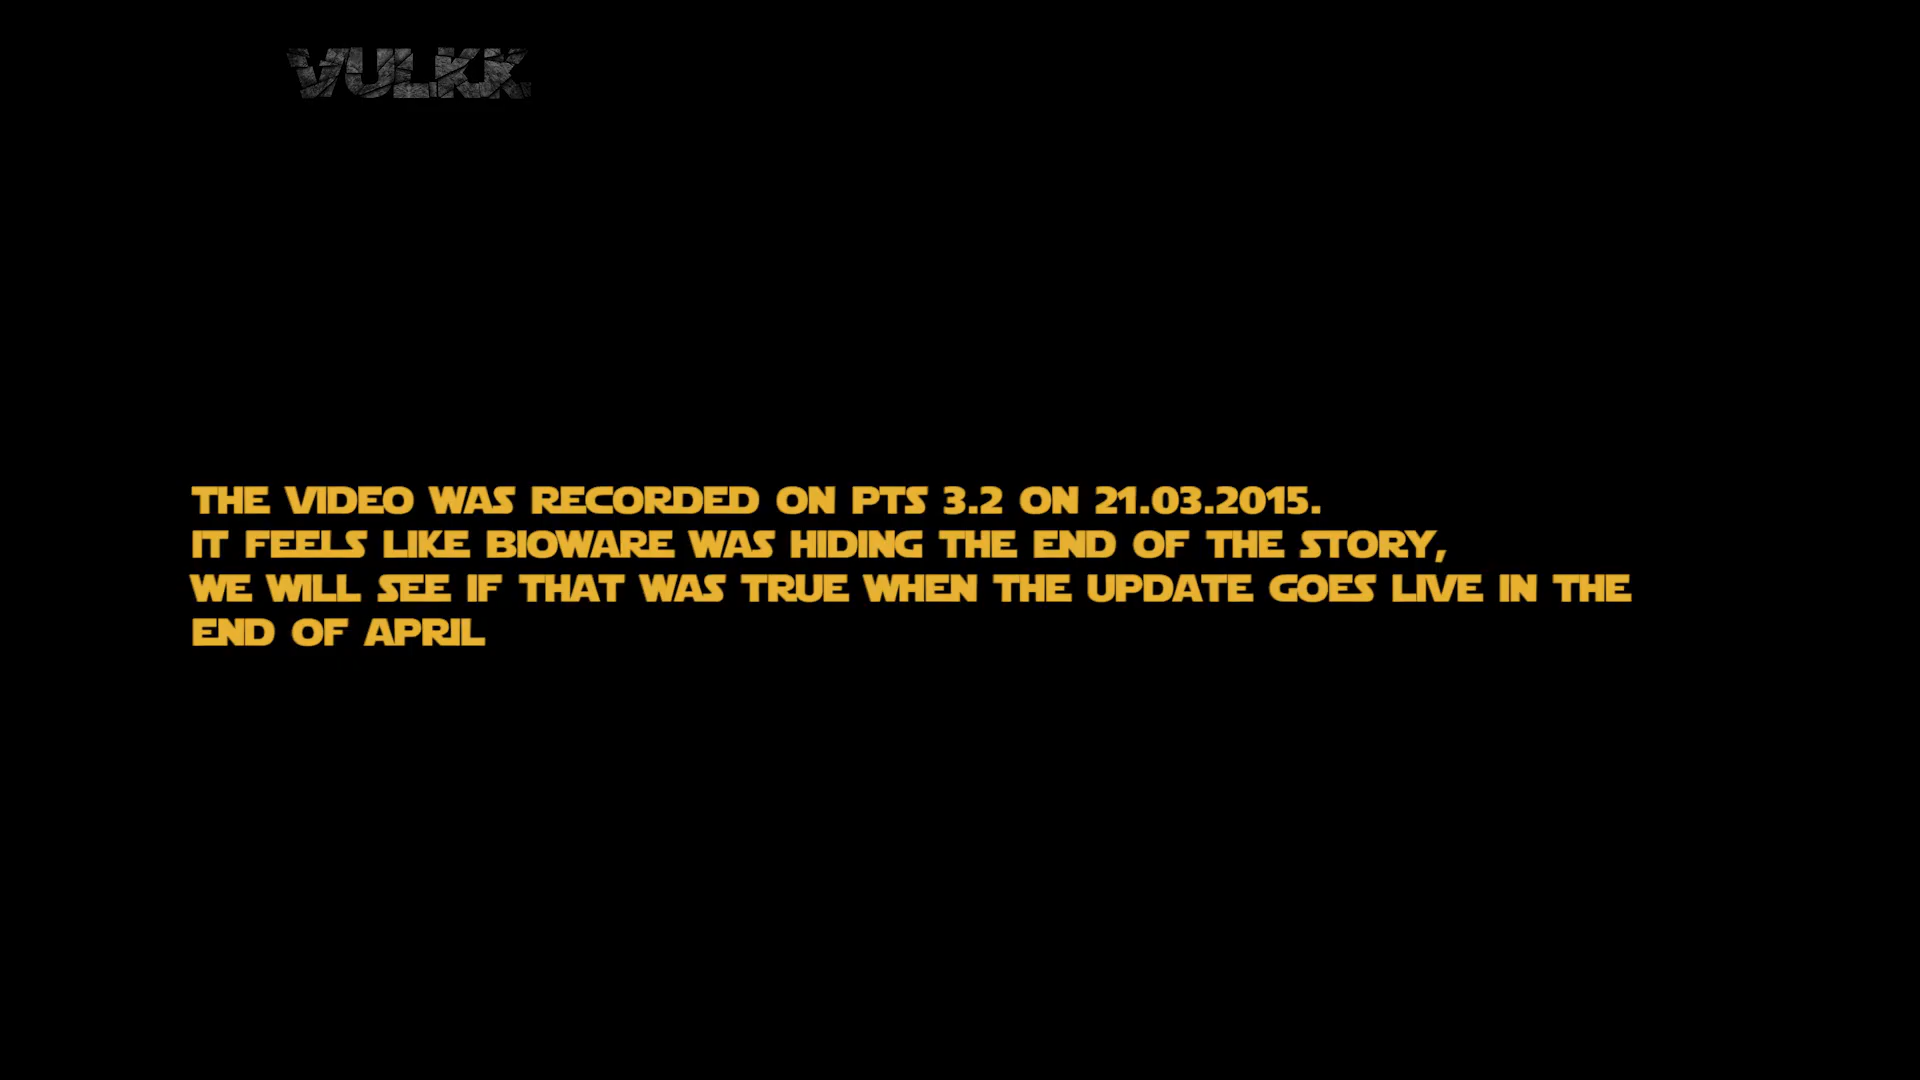 VULKK
THE VIDEO WAS RECORDED ON PTS 3.2 ON 21.03.2015.
IT FEELS LIKE BIOWARE WAS HIDING THE END OF THE STORY,
WE WILL SEE IF THAT WAS TRUE WHEN THE UPDATE GOES LIVE IN THE
END OF APRIL